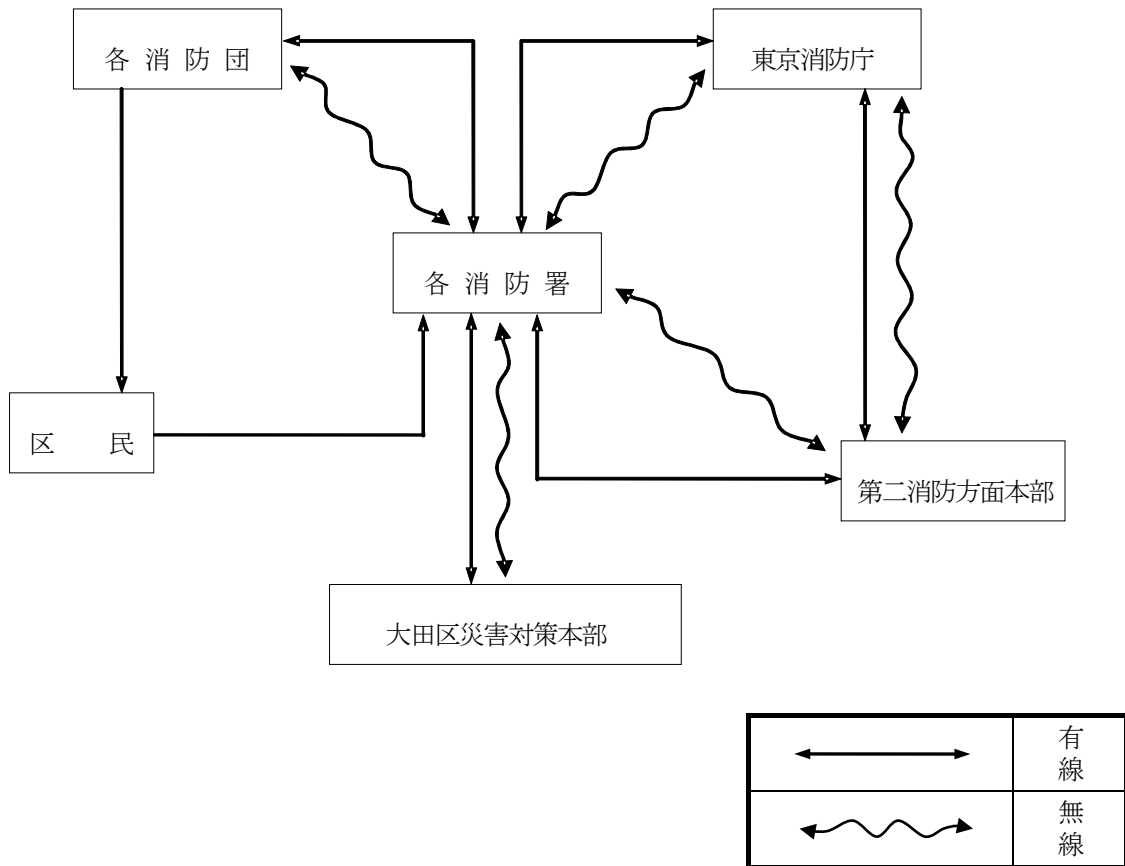 各消防団
東京消防庁
各消防署
区民
第二消防方面本部
大田区災害対策本部
有線
無線